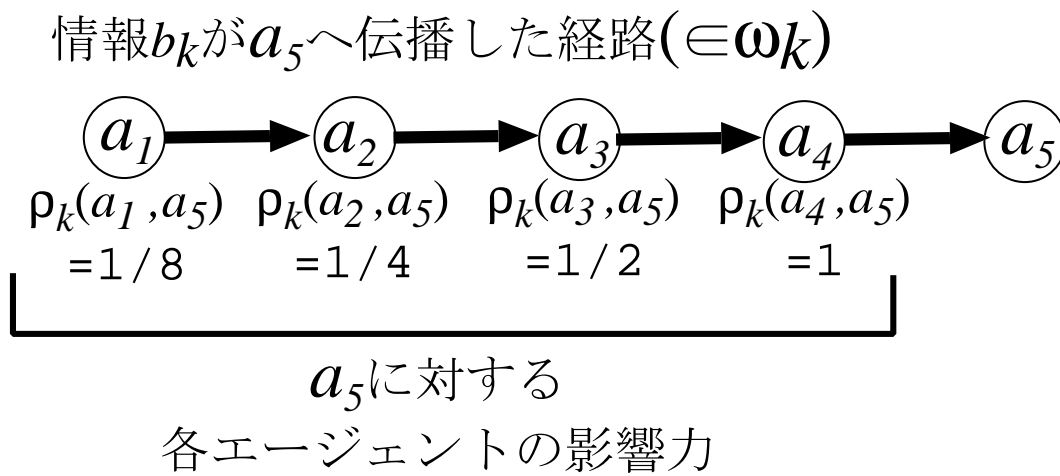 情報bkがa5へ伝播した経路(∈ωk)
a1 a2 a3 a4 a5
ρk(a1,a5) ρk(a2,a5) ρk(a3,a5) ρk(a4,a5)
=1/8 =1/4 =1/2 =1
a5に対する
各エージェントの影響力